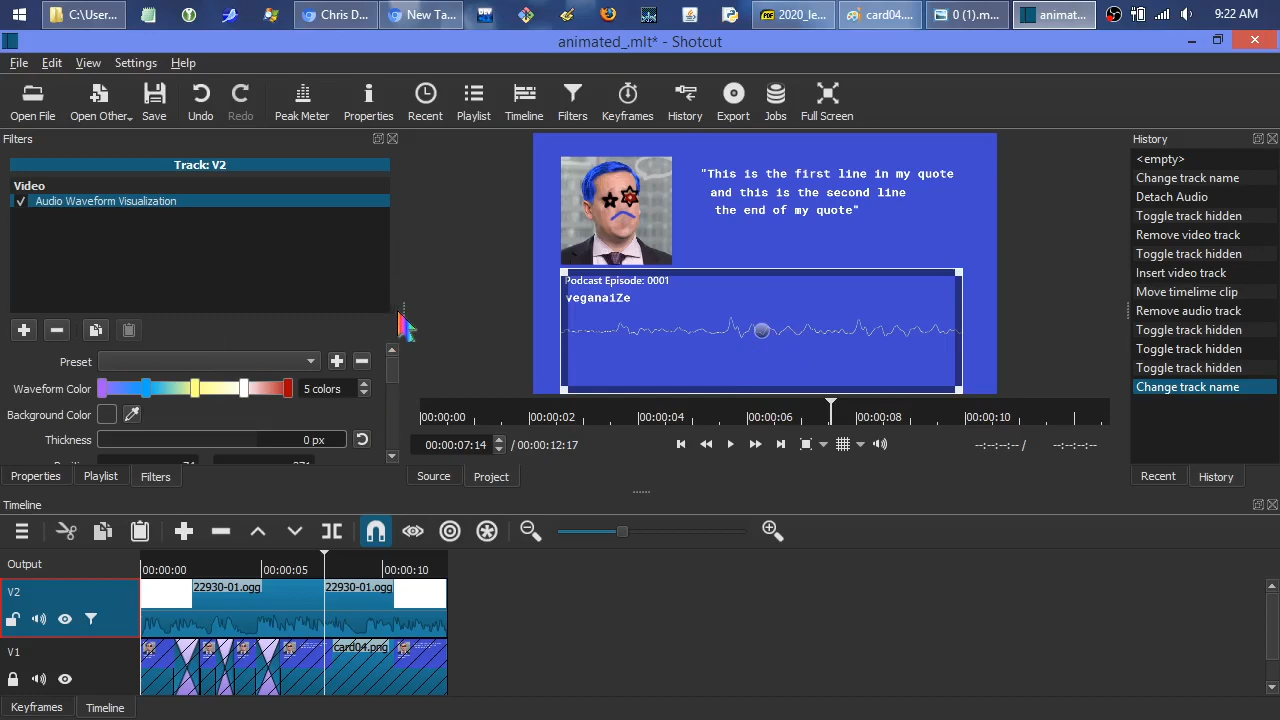 C:\User...
Chris D...
New Ta...
2020_le...
card04....
0 (1).m...
animat...
9:22 AM
animated_.mlt* - Shotcut
File Edit View Settings Help
Open File
Open Other
Save
Undo
Redo
Peak Meter
Properties
Recent
Playlist
Timeline
Filters
Keyframes
History
Export
Jobs
Full Screen
Filters
Track: V2
Video
Audio Waveform Visualization
Preset
Waveform Color
5 colors
Background Color
Thickness
0 px
Properties
Playlist
Filters
"This is the first line in my quote
and this is the second line
the end of my quote"
Podcast Episode: 0001
veganaiZe
00:00:00
00:00:02
00:00:04
00:00:06
00:00:08
00:00:10
00:00:07:14 / 00:00:12:17
--:--:--:-- /
--:--:--:--
Source
Project
History
<empty>
Change track name
Detach Audio
Toggle track hidden
Remove video track
Toggle track hidden
Insert video track
Move timeline clip
Remove audio track
Toggle track hidden
Toggle track hidden
Toggle track hidden
Change track name
Recent
History
Timeline
Output
00:00:00
00:00:05
00:00:10
V2
22930-01.ogg
22930-01.ogg
V1
card04.png
Keyframes
Timeline